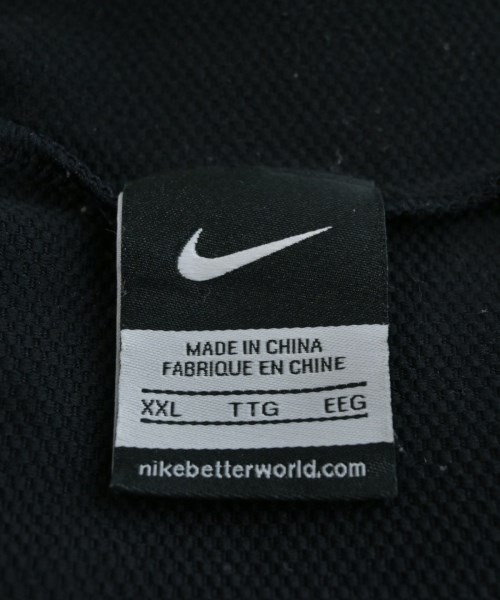 MADE IN CHINA
FABRIQUE EN CHINE
XXL TTG EEG
nikebetterworld.com